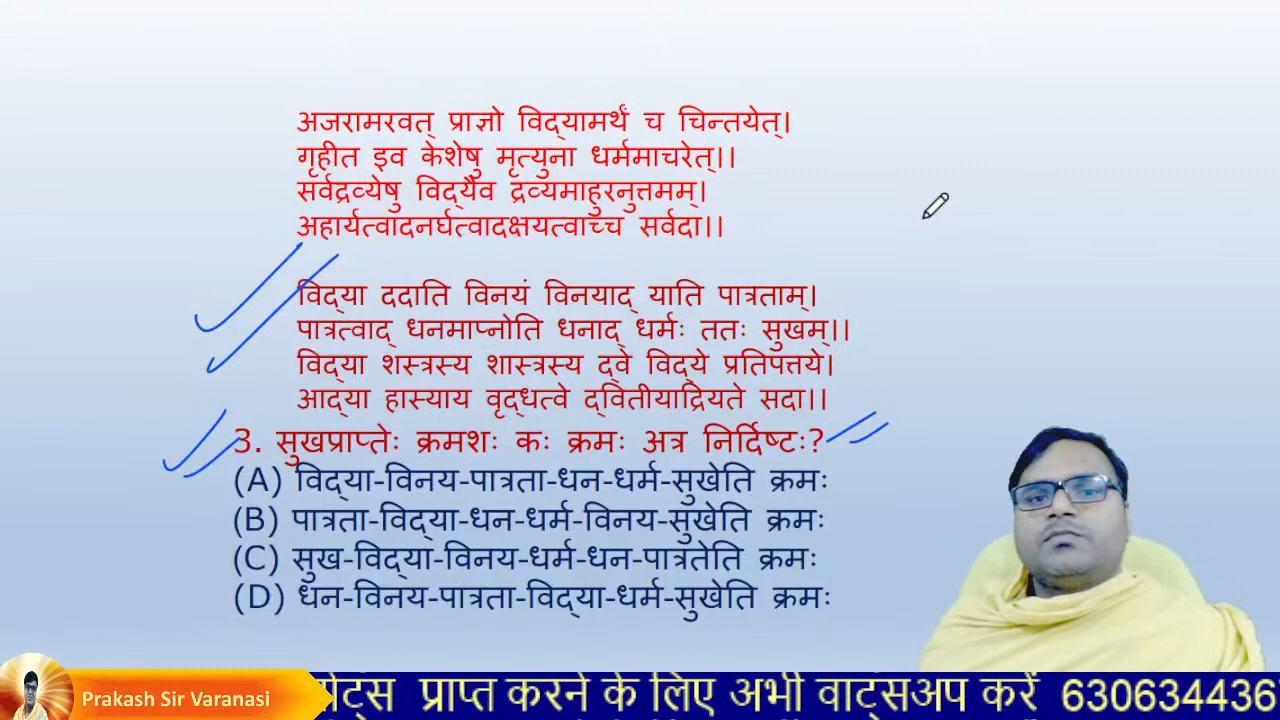 अजरामरवत् प्राज्ञो विद्यामर्थं च चिन्तयेत्।
गृहीत इव केशेषु मृत्युना धर्ममाचरेत्।।
सर्वद्रव्येषु विद्यैव द्रव्यमाहुरनुत्तमम्।
अहार्यत्वादनर्घत्वादक्षयत्वाच्च सर्वदा।।
विद्या ददाति विनयं विनयाद् याति पात्रताम्।
पात्रत्वाद् धनमाप्नोति धनाद् धर्मः ततः सुखम्।।
विद्या शस्त्रस्य शास्त्रस्य द्वे विद्ये प्रतिपत्तये।
आद्या हास्याय वृद्धत्वे द्वितीयाद्रियते सदा।।
3. सुखप्राप्तेः क्रमशः कः क्रमः अत्र निर्दिष्टः?
(A) विद्या-विनय-पात्रता-धन-धर्म-सुखेति क्रमः
(B) पात्रता-विद्या-धन-धर्म-विनय-सुखेति क्रमः
(C) सुख-विद्या-विनय-धर्म-धन-पात्रतेति क्रमः
(D) धन-विनय-पात्रता-विद्या-धर्म-सुखेति क्रमः
Prakash Sir Varanasi
प्राप्त करने के लिए अभी वाट्सअप करें